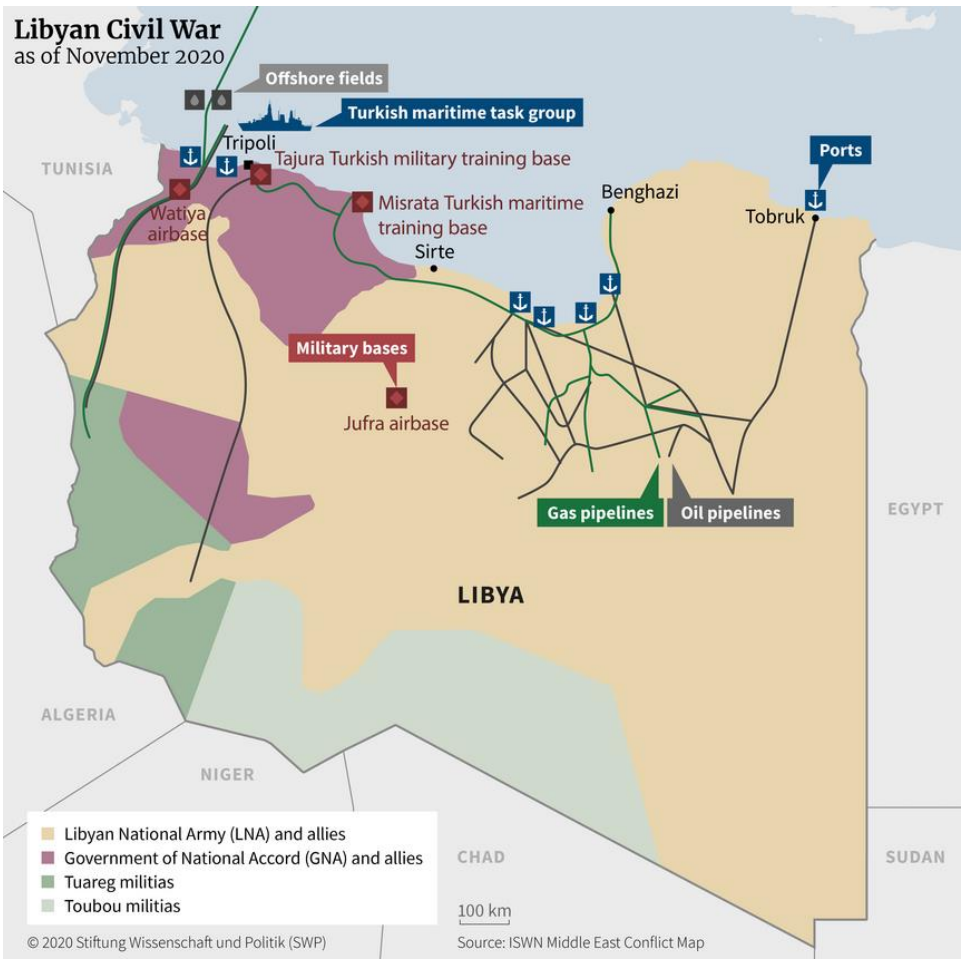 Libyan Civil War
as of November 2020
Offshore fields
Turkish maritime task group
Tripoli
Tajura Turkish military training base
Ports
TUNISIA
Benghazi
Misrata Turkish maritime
training base
Watiya
airbase
Tobruk
Sirte
Military bases
Jufra airbase
Gas pipelines
Oil pipelines
EGYPT
LIBYA
ALGERIA
NIGER
Libyan National Army (LNA) and allies
Government of National Accord (GNA) and allies
Tuareg militias
Toubou militias
CHAD
SUDAN
100 km
© 2020 Stiftung Wissenschaft und Politik (SWP)
Source: ISWN Middle East Conflict Map